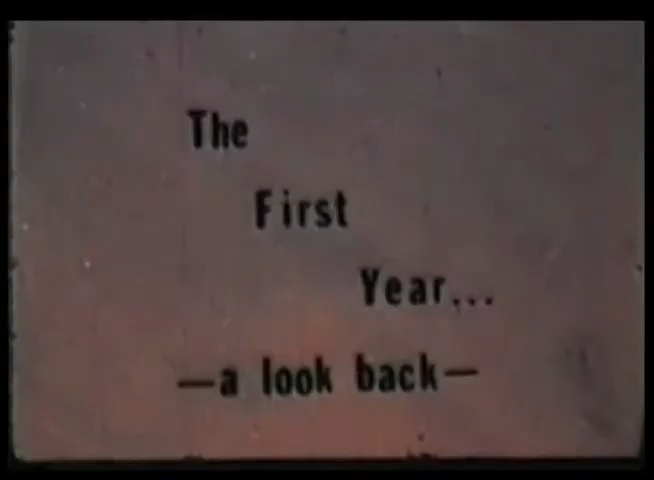 The
First
Year...
—a look back—